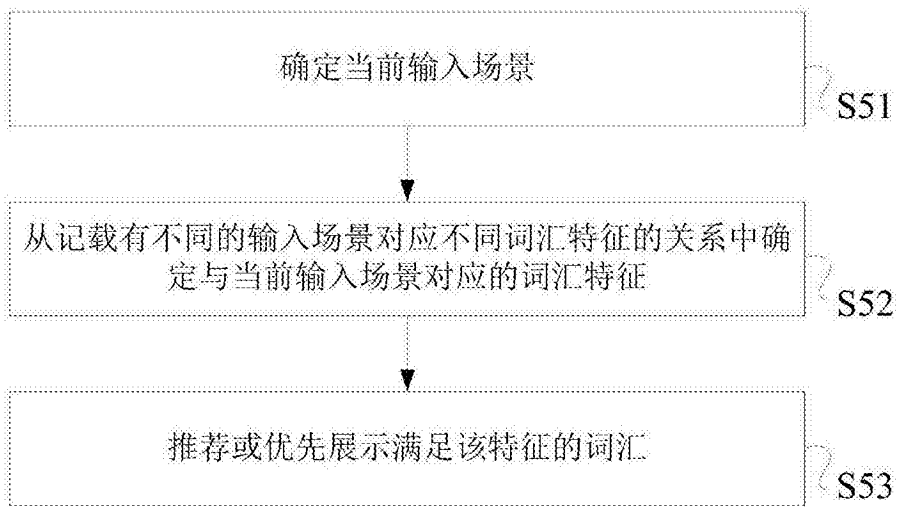 确定当前输入场景
S51
从记载有不同的输入场景对应不同词汇特征的关系中确
定与当前输入场景对应的词汇特征
S52
推荐或优先展示满足该特征的词汇
S53